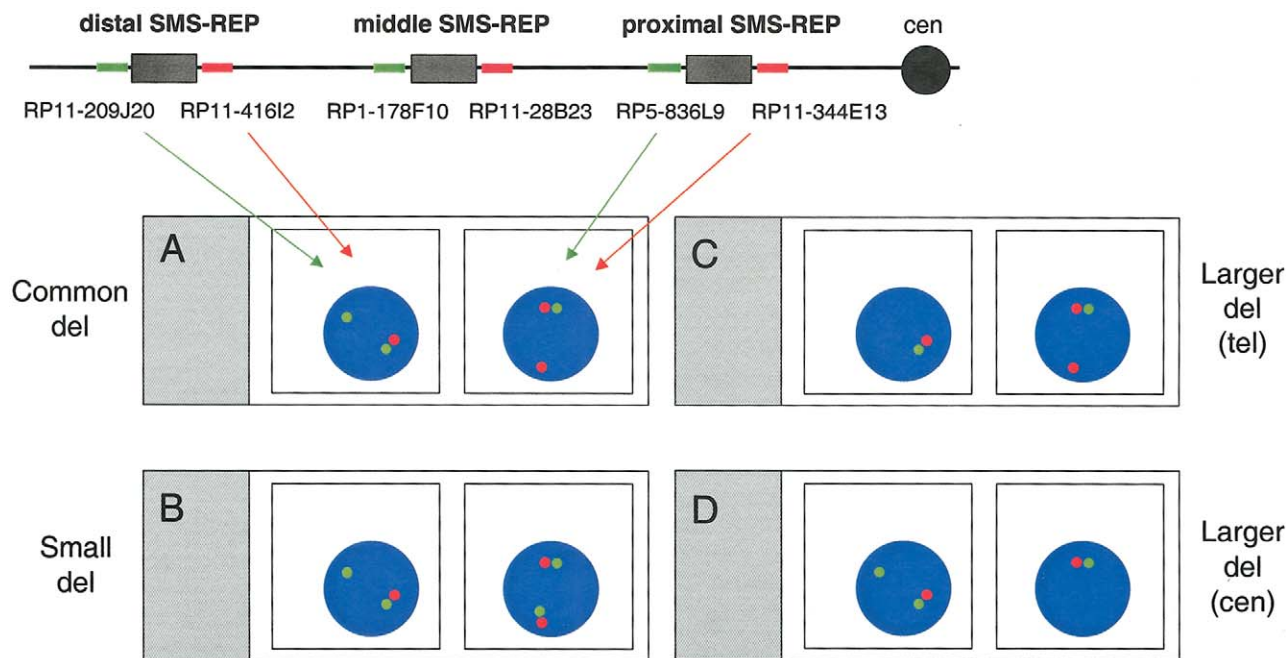 distal SMS-REP middle SMS-REP proximal SMS-REP cen
RP11-209J20 RP11-416I2 RP1-178F10 RP11-28B23 RP5-836L9 RP11-344E13
A
Common
del
C
Larger
del
(tel)
B
Small
del
D
Larger
del
(cen)